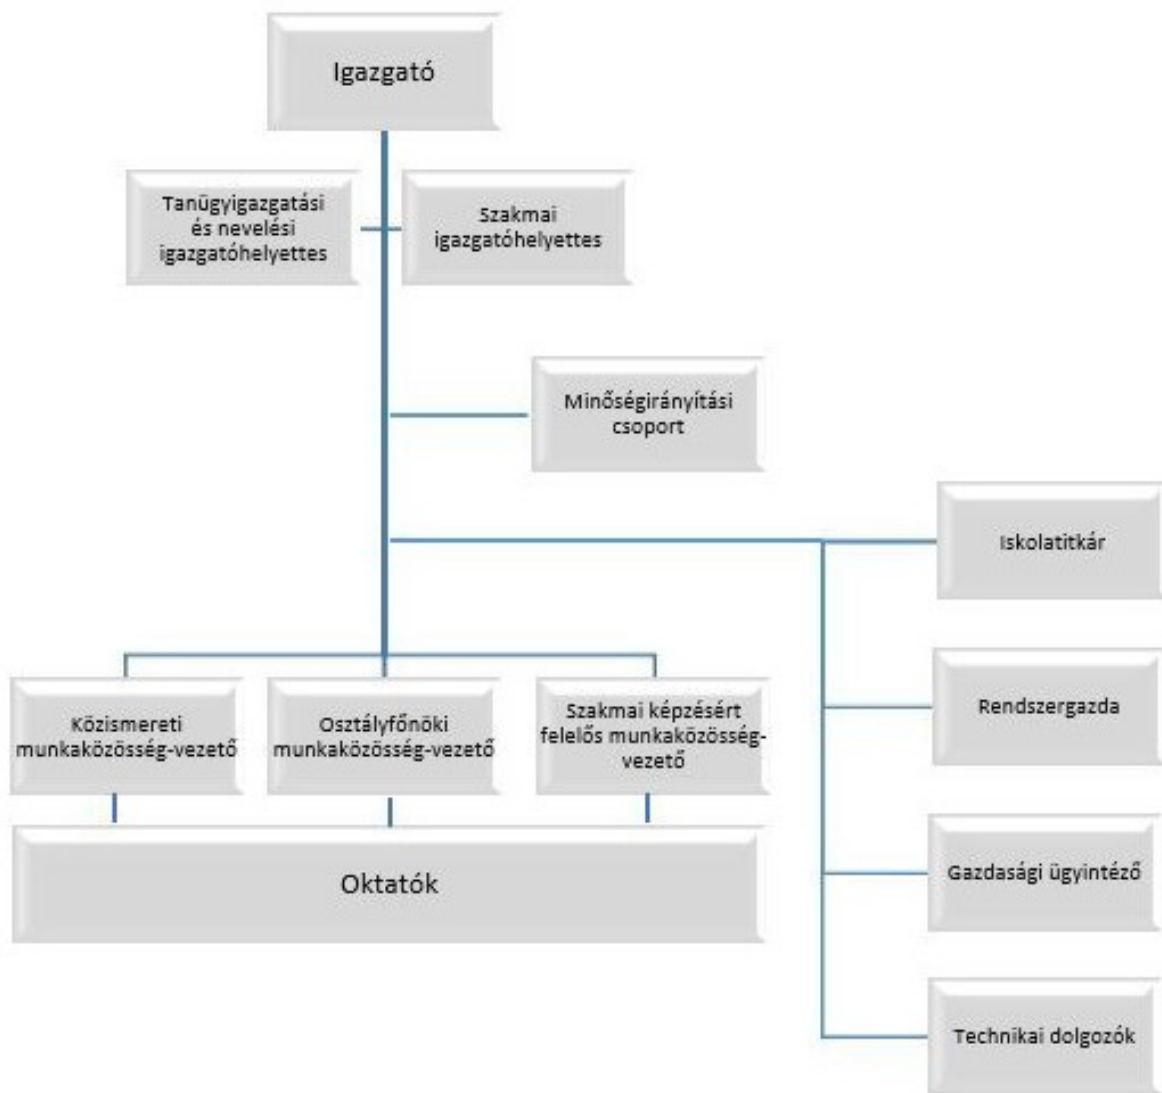 Igazgató
Tanügyigazgatási
és nevelési
igazgatóhelyettes
Szakmai
igazgatóhelyettes
Minőségirányítási
csoport
Iskolatitkár
Rendszergazda
Gazdasági ügyintéző
Technikai dolgozók
Közismereti
munkaközösség-vezető
Osztályfőnöki
munkaközösség-vezető
Szakmai képzésért
felelős munkaközösség-
vezető
Oktatók